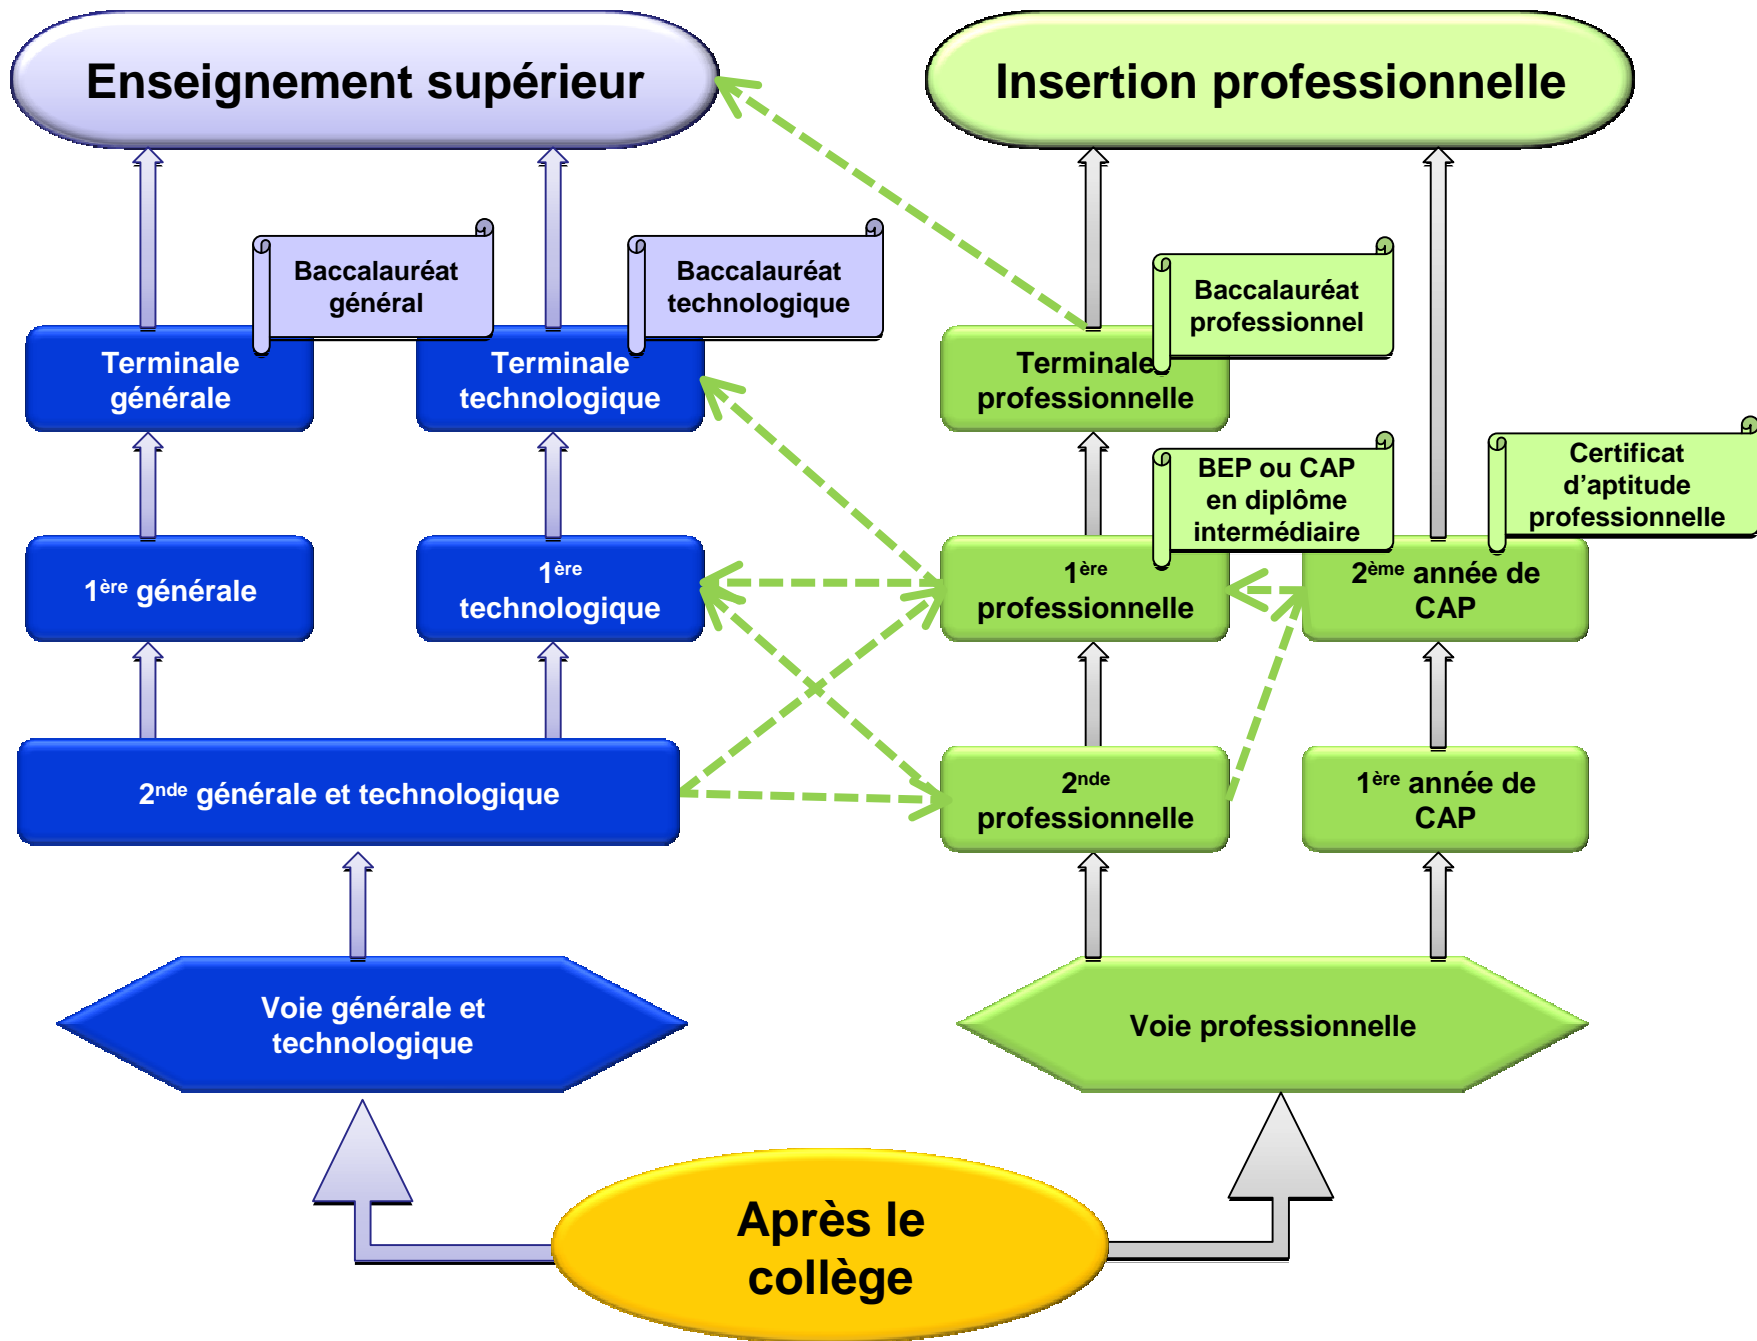 Enseignement supérieur
Insertion professionnelle
Baccalauréat
général
Baccalauréat
technologique
Baccalauréat
professionnel
Terminale
générale
Terminale
technologique
Terminale
professionnelle
BEP ou CAP
en diplôme
intermédiaire
Certificat
d’aptitude
professionnelle
1ère générale
1ère
technologique
1ère
professionnelle
2ème année de
CAP
2nde générale et technologique
2nde
professionnelle
1ère année de
CAP
Voie générale et
technologique
Voie professionnelle
Après le
collège